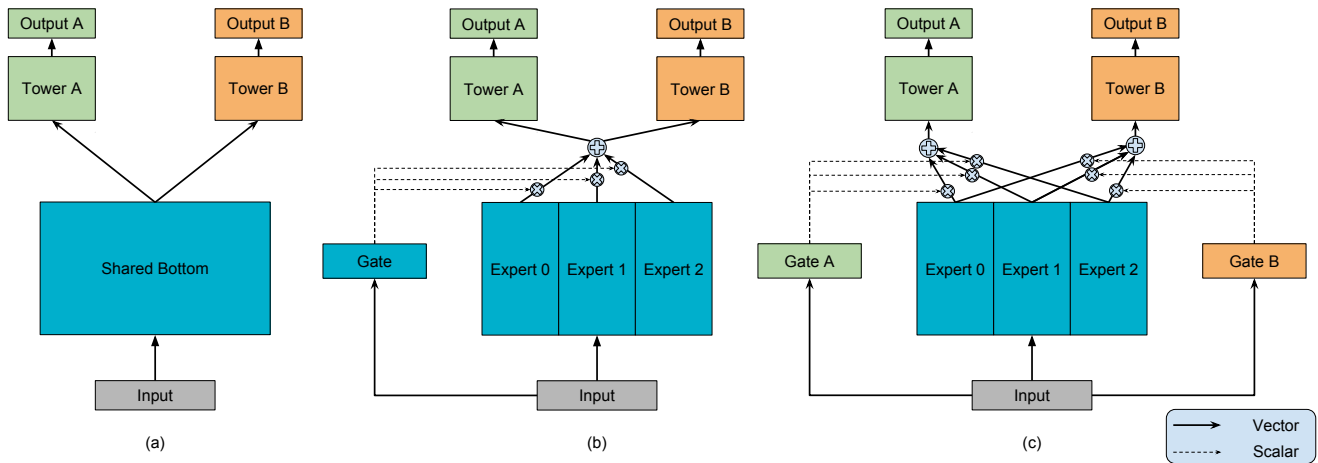 Output A
Output B
Tower A
Tower B
Shared Bottom
Input
(a)
Output A
Output B
Tower A
Tower B
Gate
Expert 0
Expert 1
Expert 2
Input
(b)
Output A
Output B
Tower A
Tower B
Gate A
Expert 0
Expert 1
Expert 2
Gate B
Input
(c)
Vector
Scalar